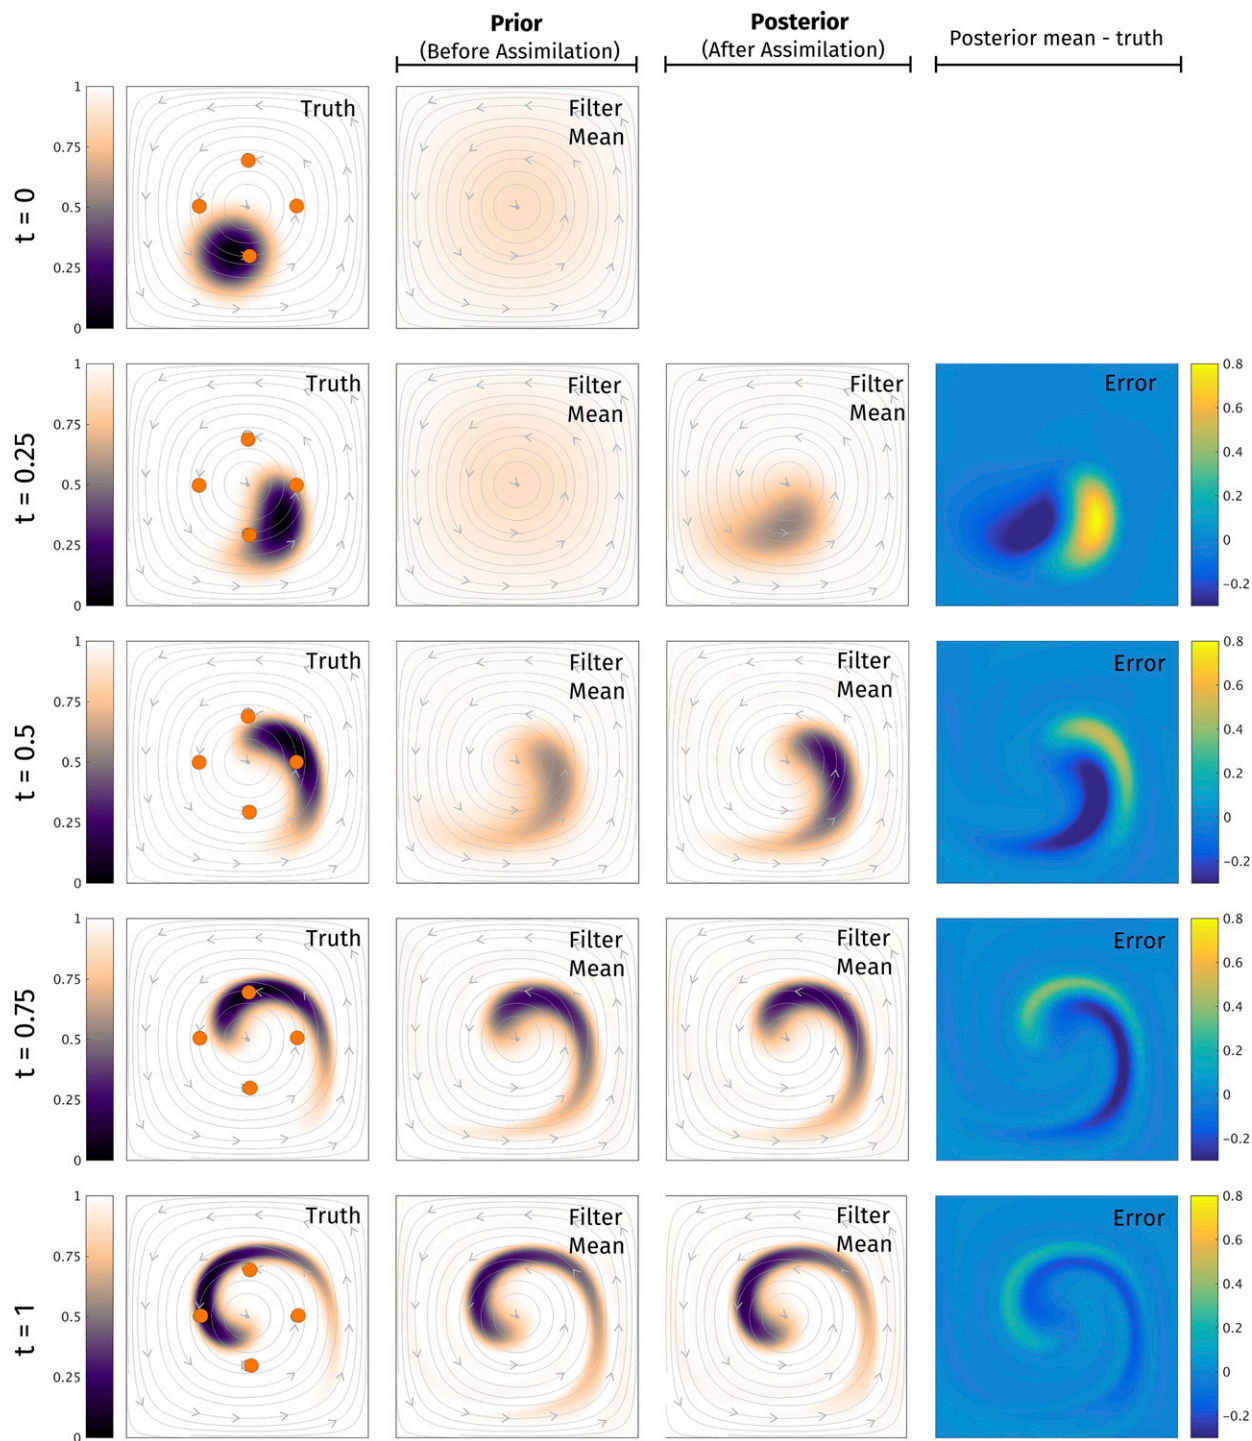 Prior
(Before Assimilation)
Posterior
(After Assimilation)
Posterior mean - truth
t = 0
1
0.75
0.5
0.25
0
Truth
Filter
Mean
t = 0.25
1
0.75
0.5
0.25
0
Truth
Filter
Mean
Filter
Mean
Error
0.8
0.6
0.4
0.2
0
−0.2
t = 0.5
1
0.75
0.5
0.25
0
Truth
Filter
Mean
Filter
Mean
Error
0.8
0.6
0.4
0.2
0
−0.2
t = 0.75
1
0.75
0.5
0.25
0
Truth
Filter
Mean
Filter
Mean
Error
0.8
0.6
0.4
0.2
0
−0.2
t = 1
1
0.75
0.5
0.25
0
Truth
Filter
Mean
Filter
Mean
Error
0.8
0.6
0.4
0.2
0
−0.2